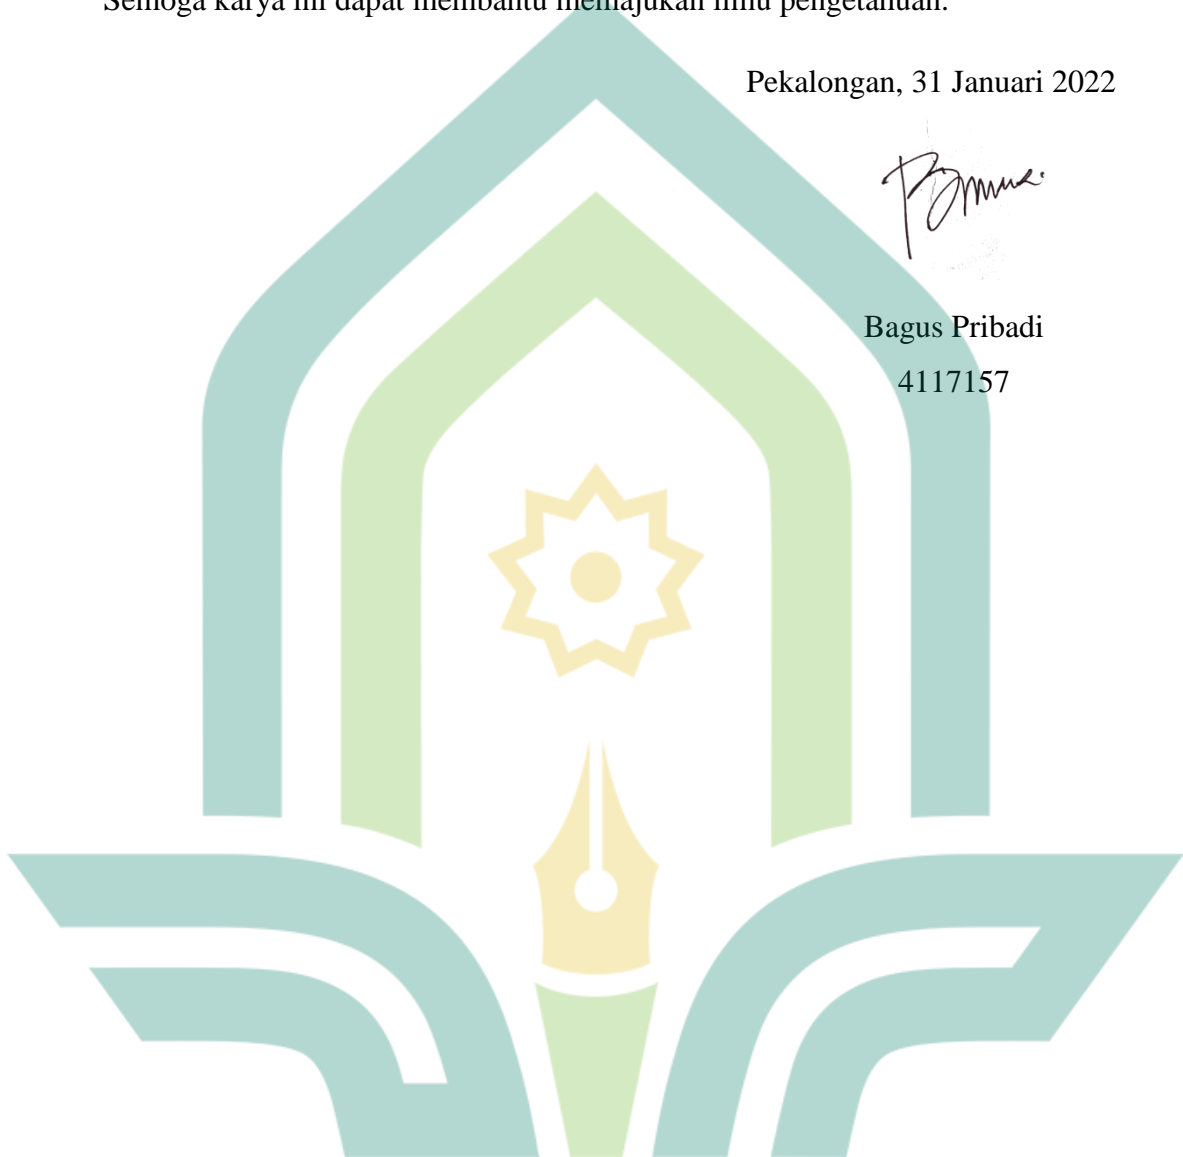 Semoga karya ini dapat membantu memajukan ilmu pengetahuan.
Pekalongan, 31 Januari 2022
Bagus Pribadi
4117157